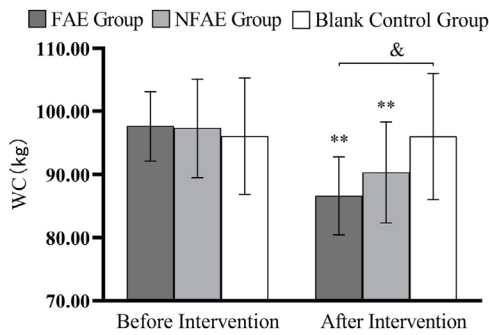 FAE Group NFAE Group Blank Control Group
110.00
&
100.00
** **
WC(kg)
90.00
80.00
70.00
Before Intervention After Intervention